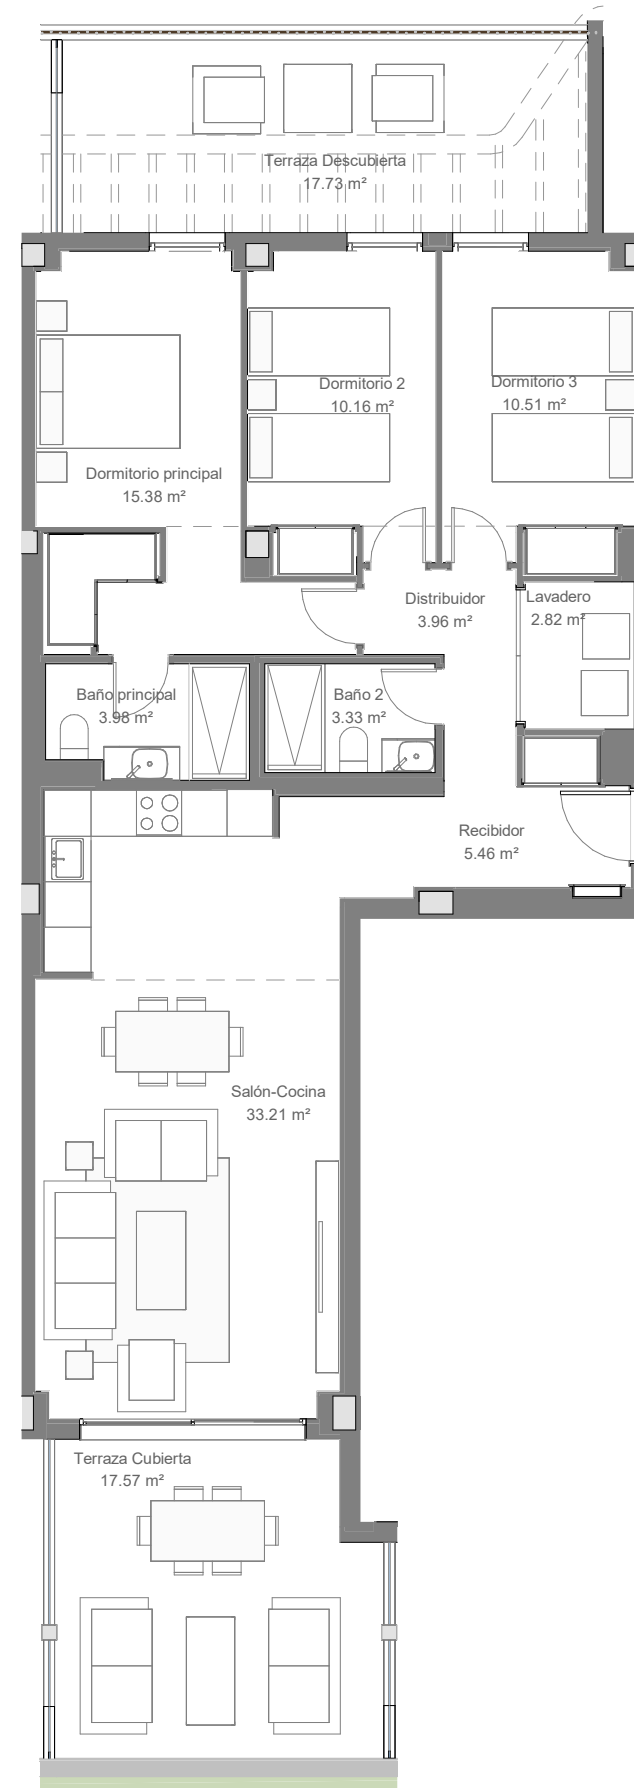 Terraza Descubierta
17.73 m²
Dormitorio 2
10.16 m²
Dormitorio 3
10.51 m²
Dormitorio principal
15.38 m²
Distribuidor
3.96 m²
Lavadero
2.82 m²
Baño principal
3.98 m²
Baño 2
3.33 m²
Recibidor
5.46 m²
Salón-Cocina
33.21 m²
Terraza Cubierta
17.57 m²